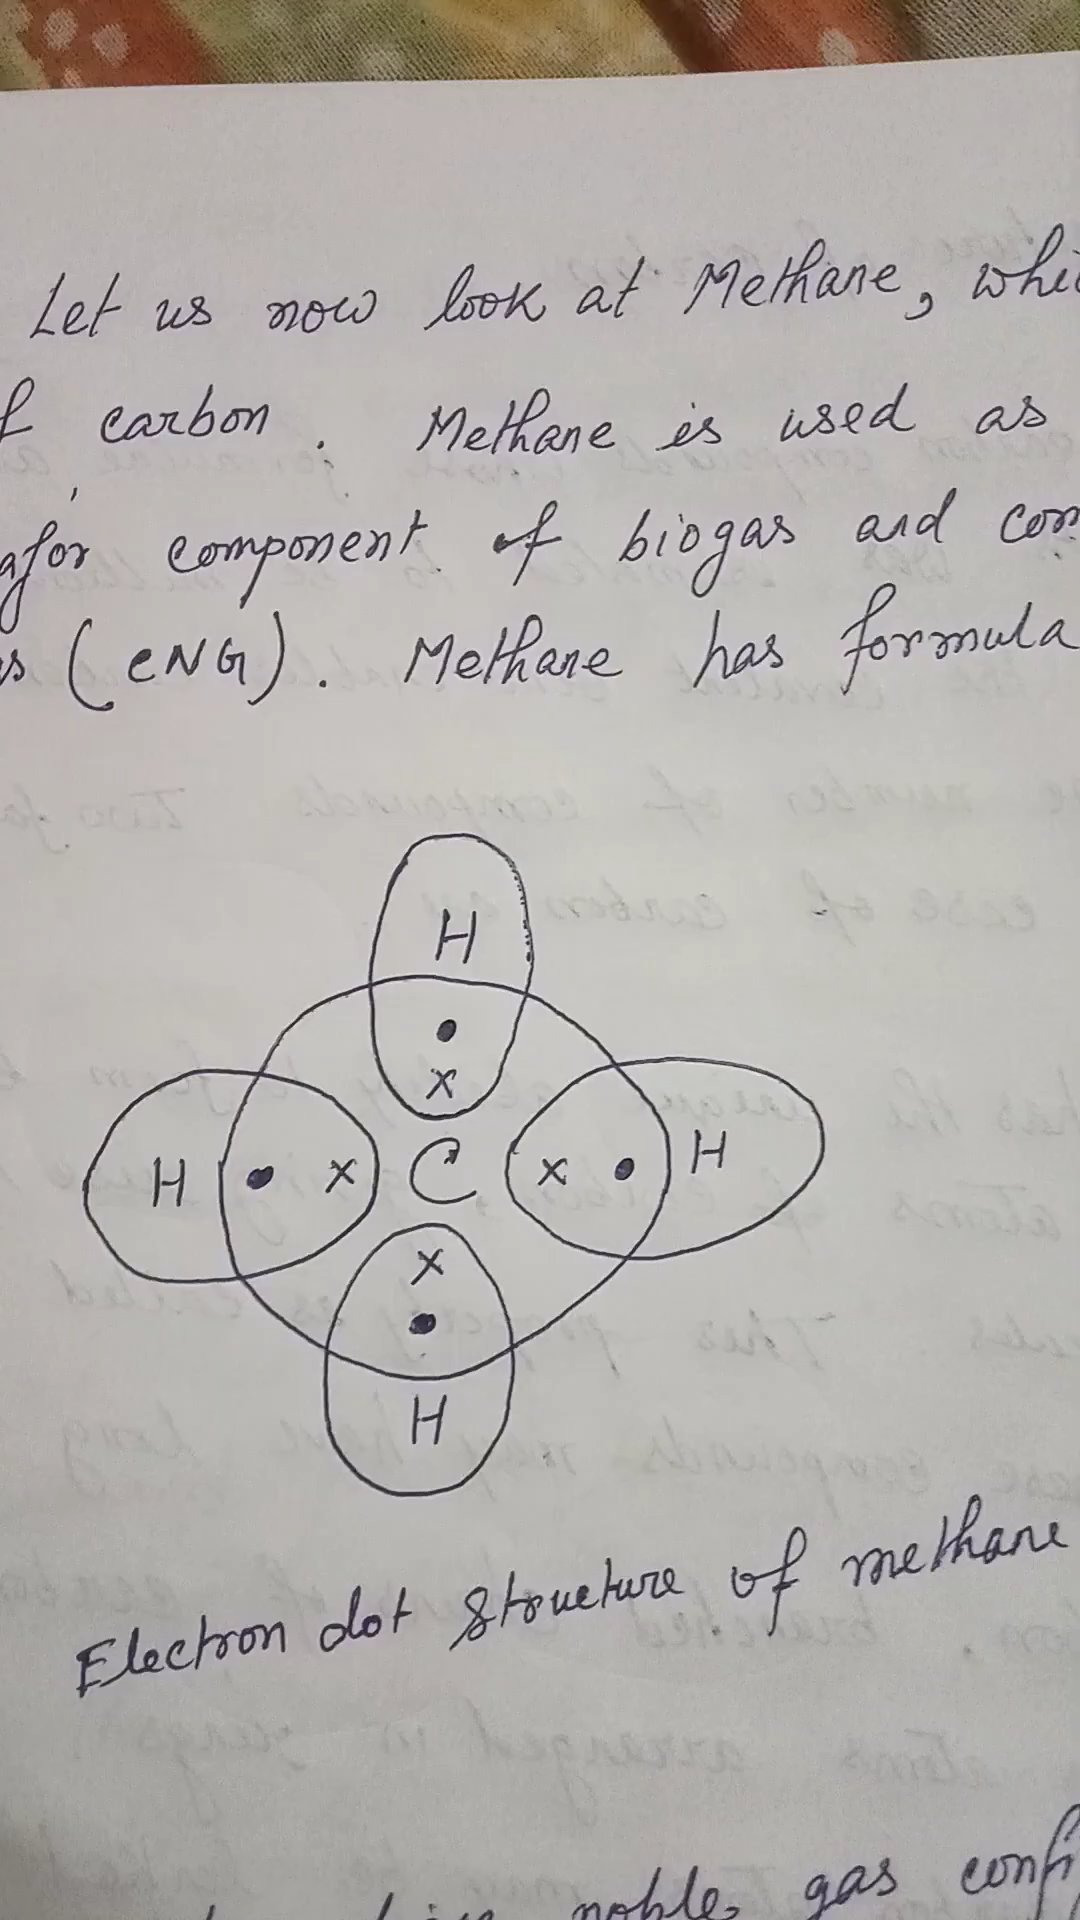 Let us now look at Methane, whi
f carbon. Methane is used as
ajor component of biogas and com
s (CNG). Methane has formula
H
H C H
H
Electron dot structure of methane
noble gas confi